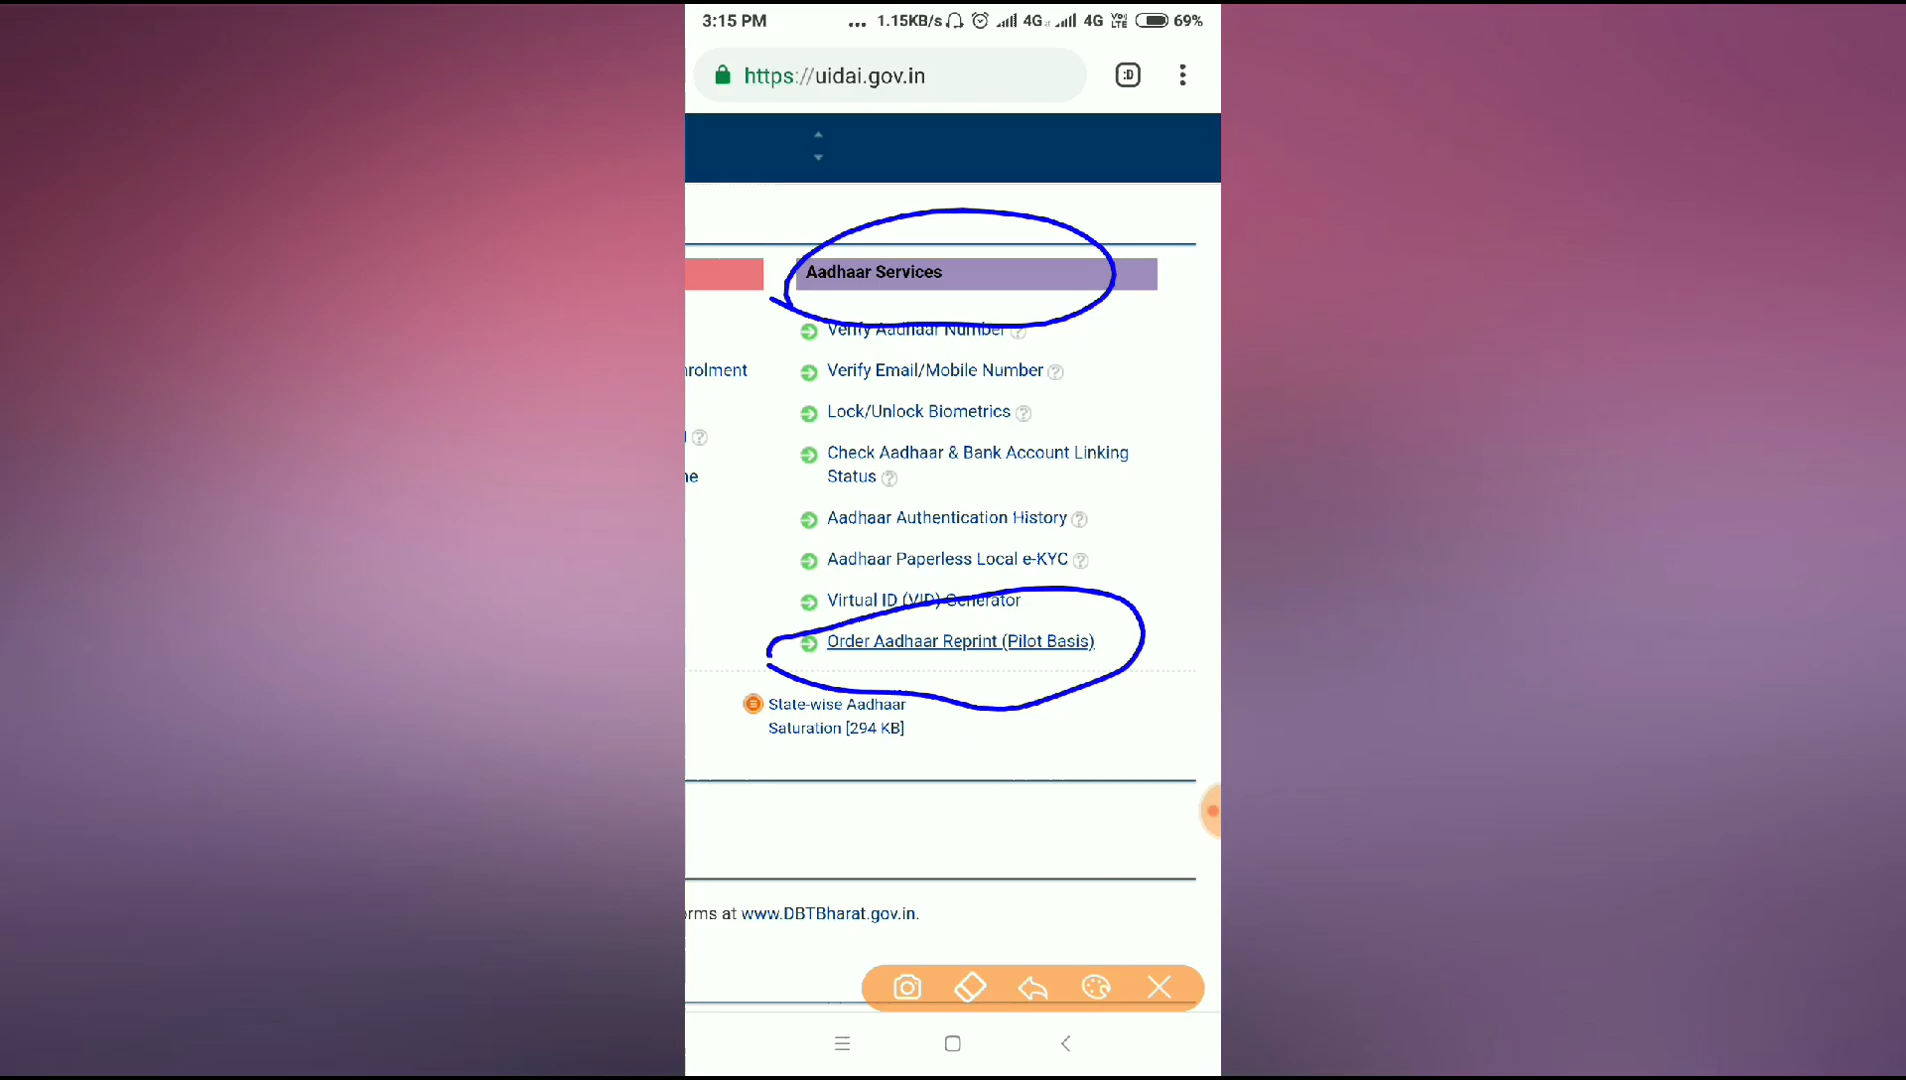 3:15 PM ... 1.15KB/s 4G 4G VoLTE 69%
https://uidai.gov.in :D
Aadhaar Services
Verify Aadhaar Number ?
Verify Email/Mobile Number ?
nrolment
Lock/Unlock Biometrics ?
?
Check Aadhaar & Bank Account Linking
Status ?
ne
Aadhaar Authentication History ?
Aadhaar Paperless Local e-KYC ?
Virtual ID (VID) Generator
Order Aadhaar Reprint (Pilot Basis)
State-wise Aadhaar
Saturation [294 KB]
orms at www.DBTBharat.gov.in.